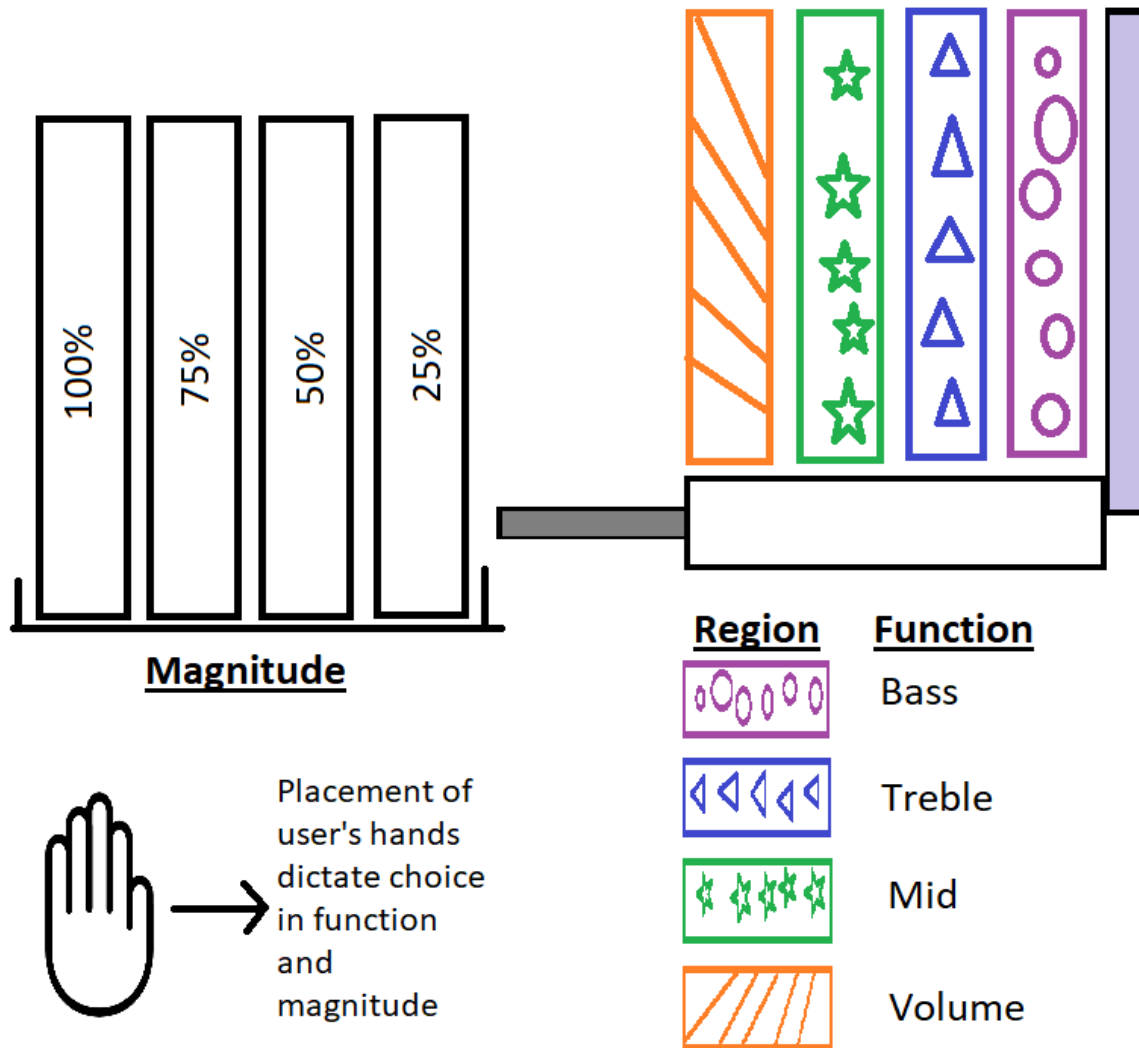 100%
75%
50%
25%
Magnitude
Placement of
user's hands
dictate choice
in function
and
magnitude
Region Function
Bass
Treble
Mid
Volume